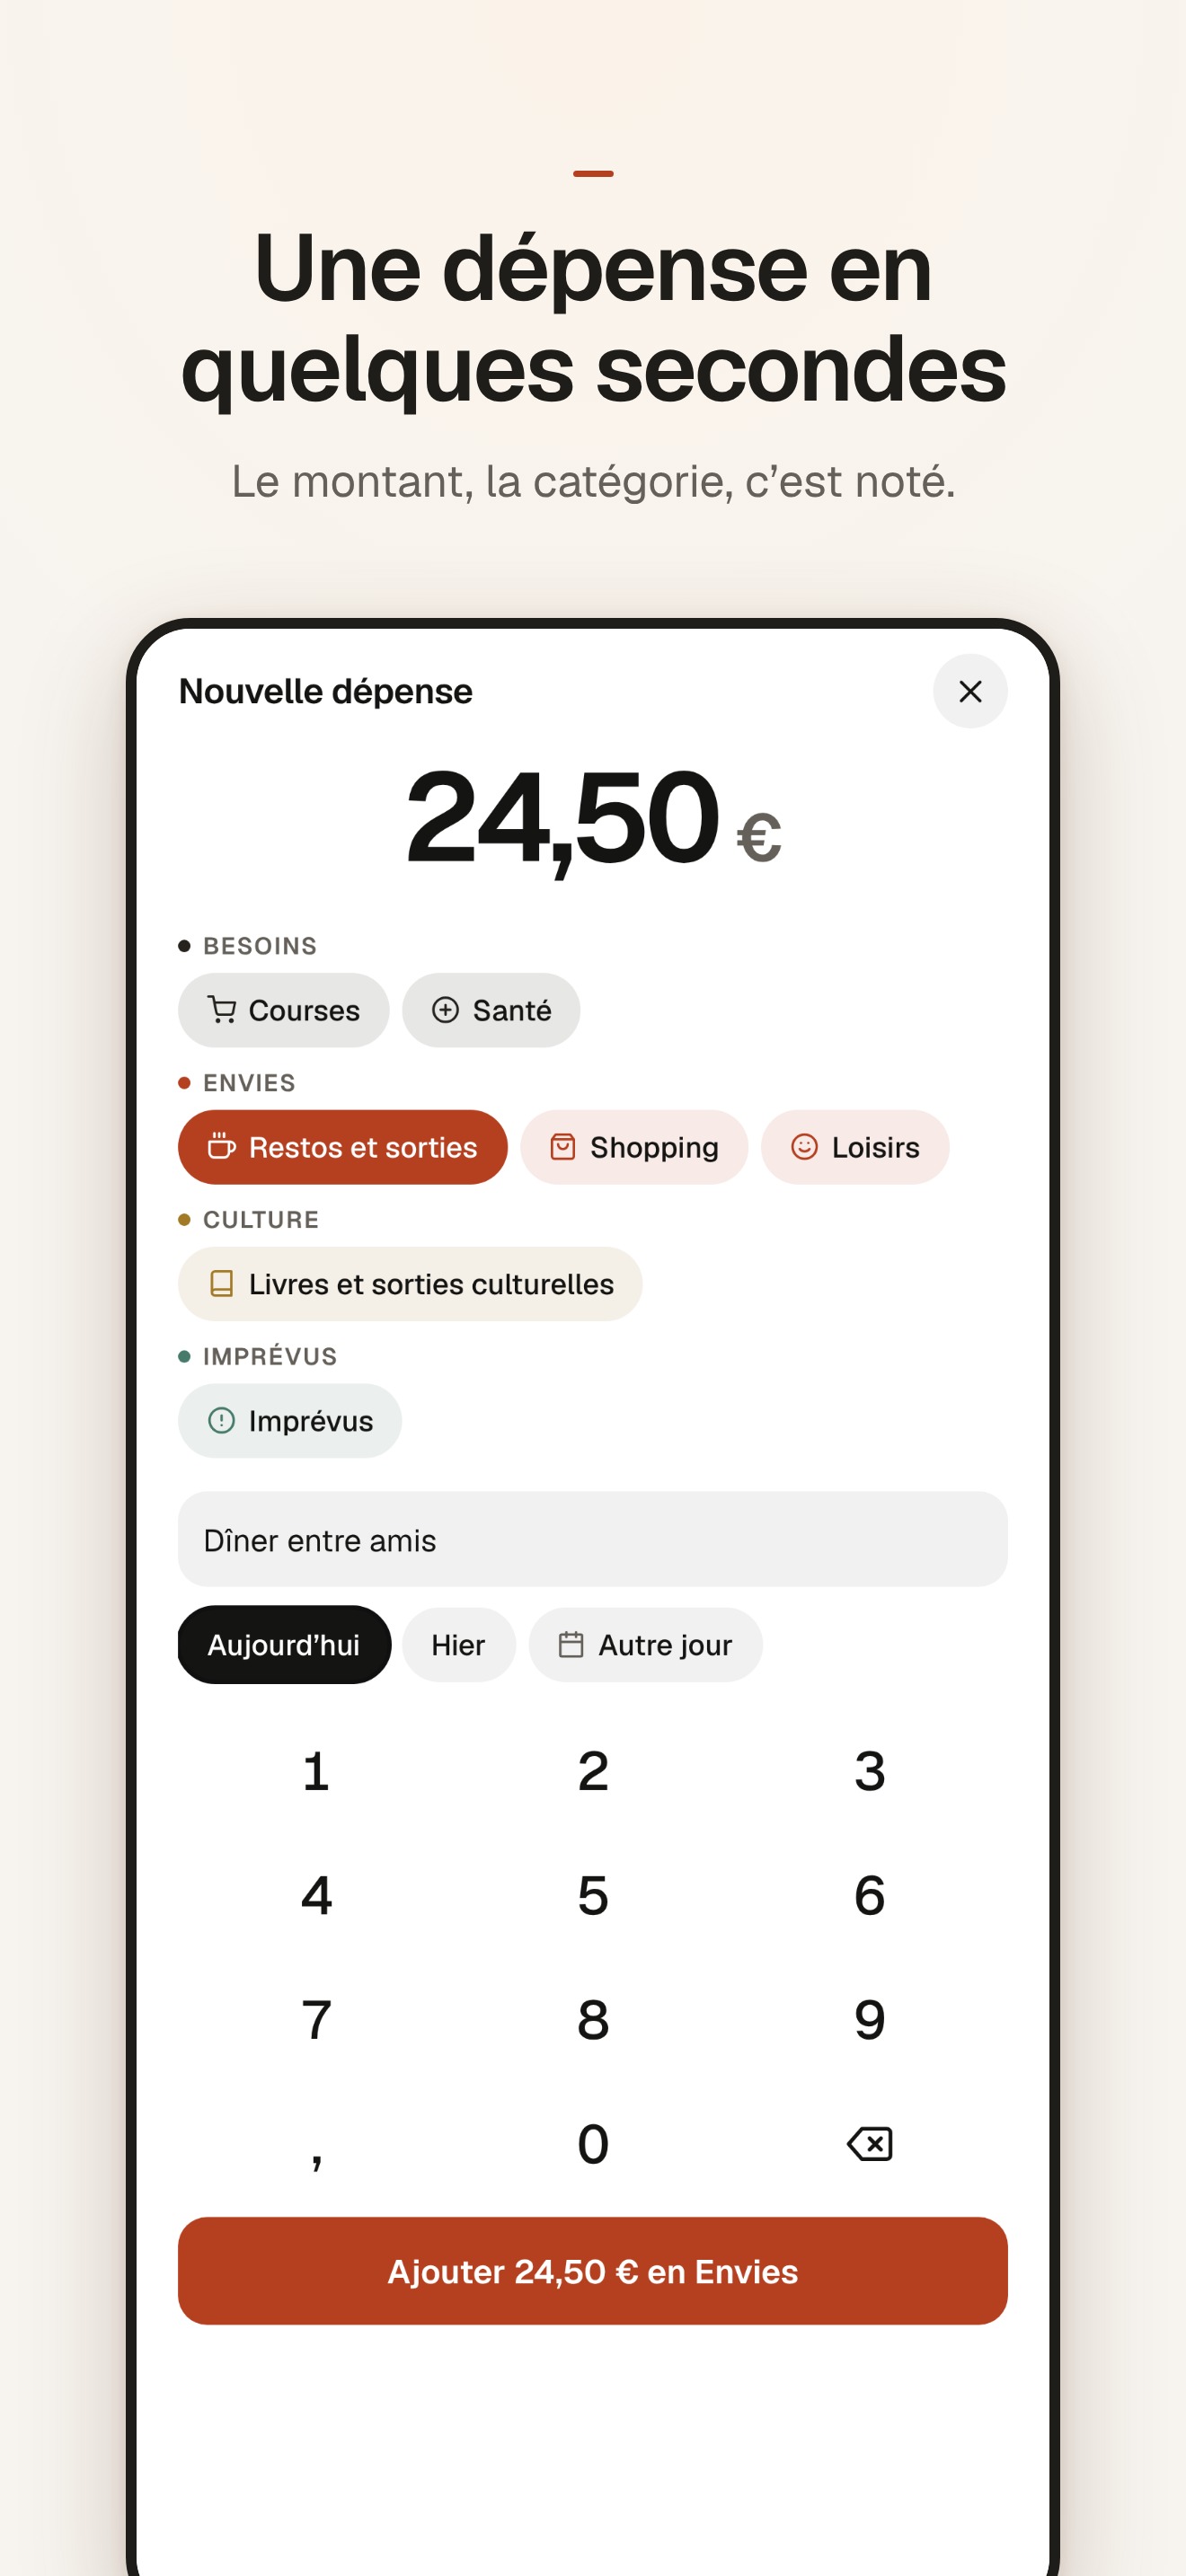 Une dépense en
quelques secondes
Le montant, la catégorie, c’est noté.
Nouvelle dépense
24,50 €
BESOINS
Courses Santé
ENVIES
Restos et sorties Shopping Loisirs
CULTURE
Livres et sorties culturelles
IMPRÉVUS
Imprévus
Dîner entre amis
Aujourd’hui Hier Autre jour
1 2 3
4 5 6
7 8 9
, 0
Ajouter 24,50 € en Envies